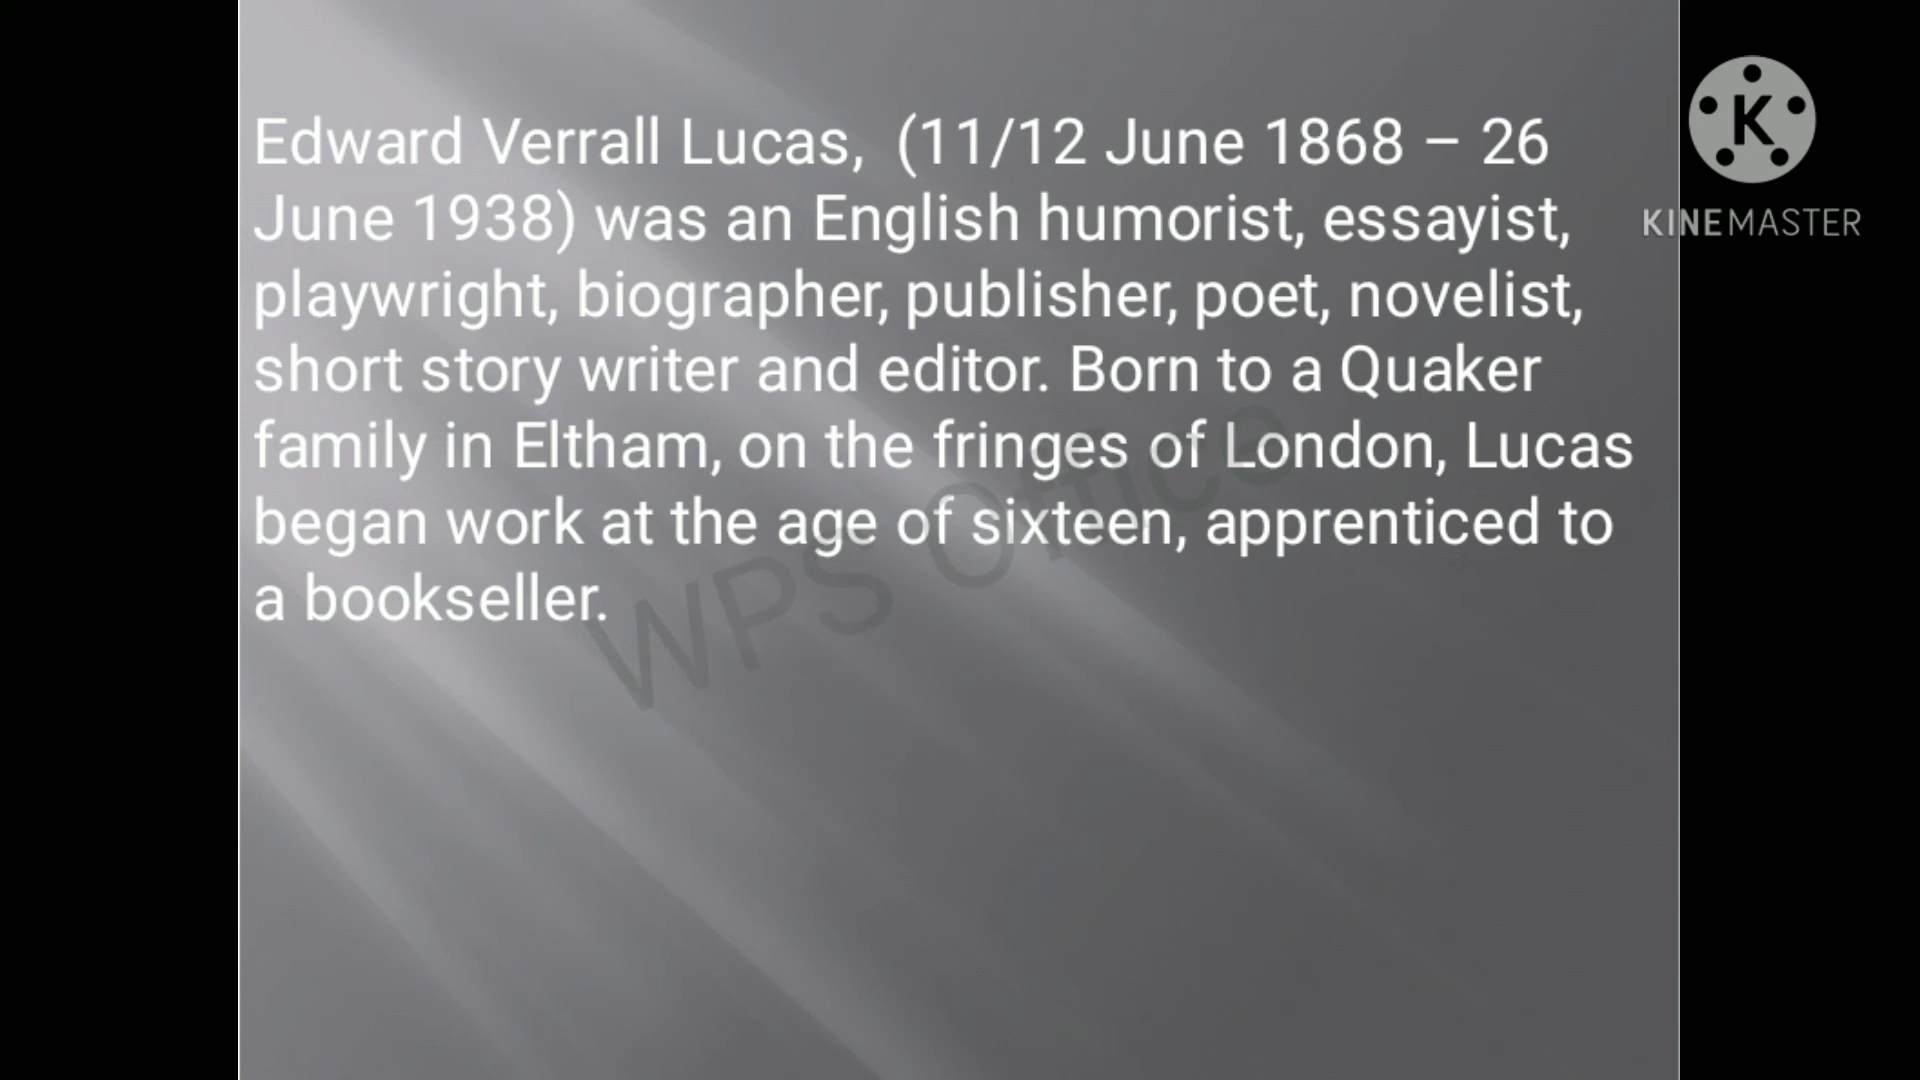 Edward Verrall Lucas,  (11/12 June 1868 – 26
June 1938) was an English humorist, essayist,
playwright, biographer, publisher, poet, novelist,
short story writer and editor. Born to a Quaker
family in Eltham, on the fringes of London, Lucas
began work at the age of sixteen, apprenticed to
a bookseller.
WPS Office
K
KINEMASTER